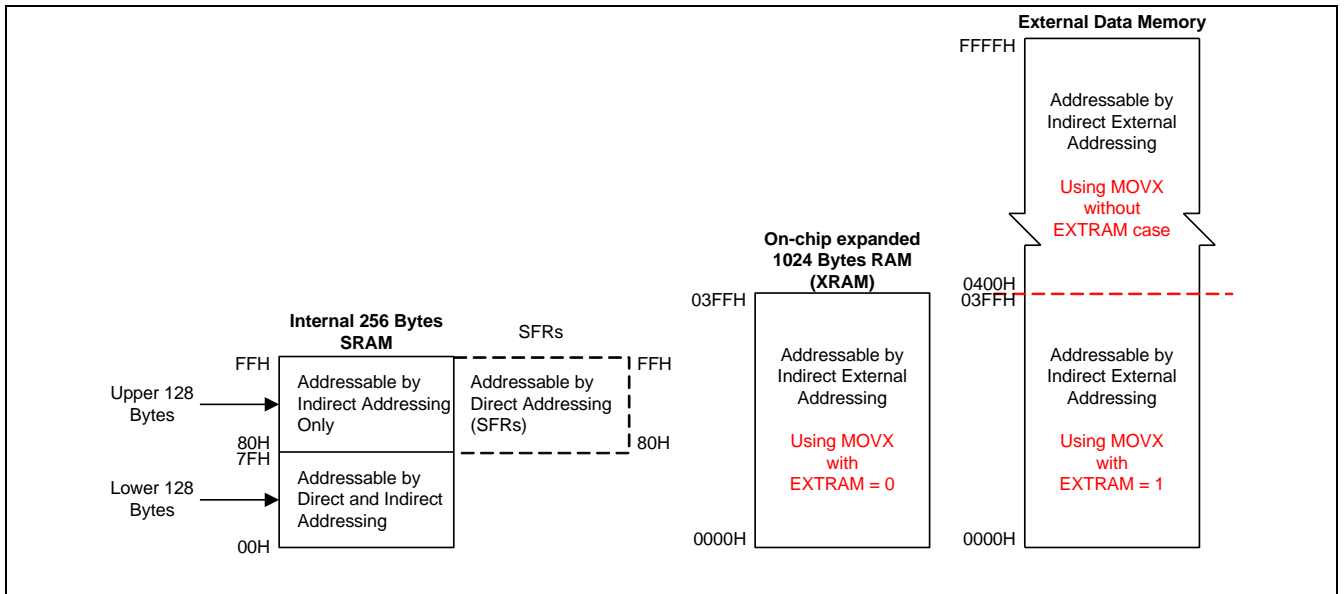 External Data Memory
FFFFH
Addressable by
Indirect External
Addressing
Using MOVX
without
EXTRAM case
0400H
03FFH
Addressable by
Indirect External
Addressing
Using MOVX
with
EXTRAM = 1
0000H
On-chip expanded
1024 Bytes RAM
(XRAM)
03FFH
Addressable by
Indirect External
Addressing
Using MOVX
with
EXTRAM = 0
0000H
Internal 256 Bytes
SRAM
SFRs
FFH
Addressable by
Indirect Addressing
Only
Addressable by
Direct Addressing
(SFRs)
FFH
80H
Upper 128
Bytes
80H
7FH
Lower 128
Bytes
Addressable by
Direct and Indirect
Addressing
00H